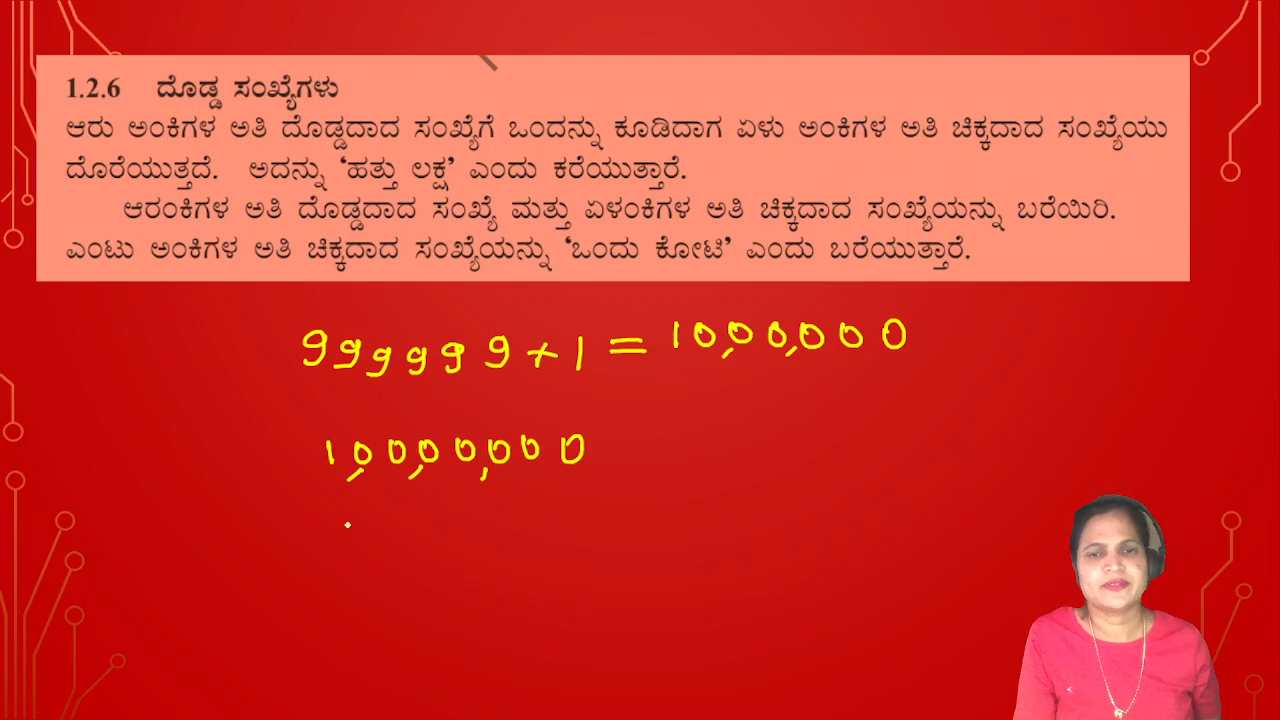 1.2.6 ದೊಡ್ಡ ಸಂಖ್ಯೆಗಳು
ಆರು ಅಂಕಿಗಳ ಅತಿ ದೊಡ್ಡದಾದ ಸಂಖ್ಯೆಗೆ ಒಂದನ್ನು ಕೂಡಿದಾಗ ಏಳು ಅಂಕಿಗಳ ಅತಿ ಚಿಕ್ಕದಾದ ಸಂಖ್ಯೆಯು
ದೊರೆಯುತ್ತದೆ. ಅದನ್ನು ‘ಹತ್ತು ಲಕ್ಷ’ ಎಂದು ಕರೆಯುತ್ತಾರೆ.
ಆರಂಕಿಗಳ ಅತಿ ದೊಡ್ಡದಾದ ಸಂಖ್ಯೆ ಮತ್ತು ಏಳಂಕಿಗಳ ಅತಿ ಚಿಕ್ಕದಾದ ಸಂಖ್ಯೆಯನ್ನು ಬರೆಯಿರಿ.
ಎಂಟು ಅಂಕಿಗಳ ಅತಿ ಚಿಕ್ಕದಾದ ಸಂಖ್ಯೆಯನ್ನು ‘ಒಂದು ಕೋಟಿ’ ಎಂದು ಬರೆಯುತ್ತಾರೆ.
999999+1=10,00,000
1,00,00,000